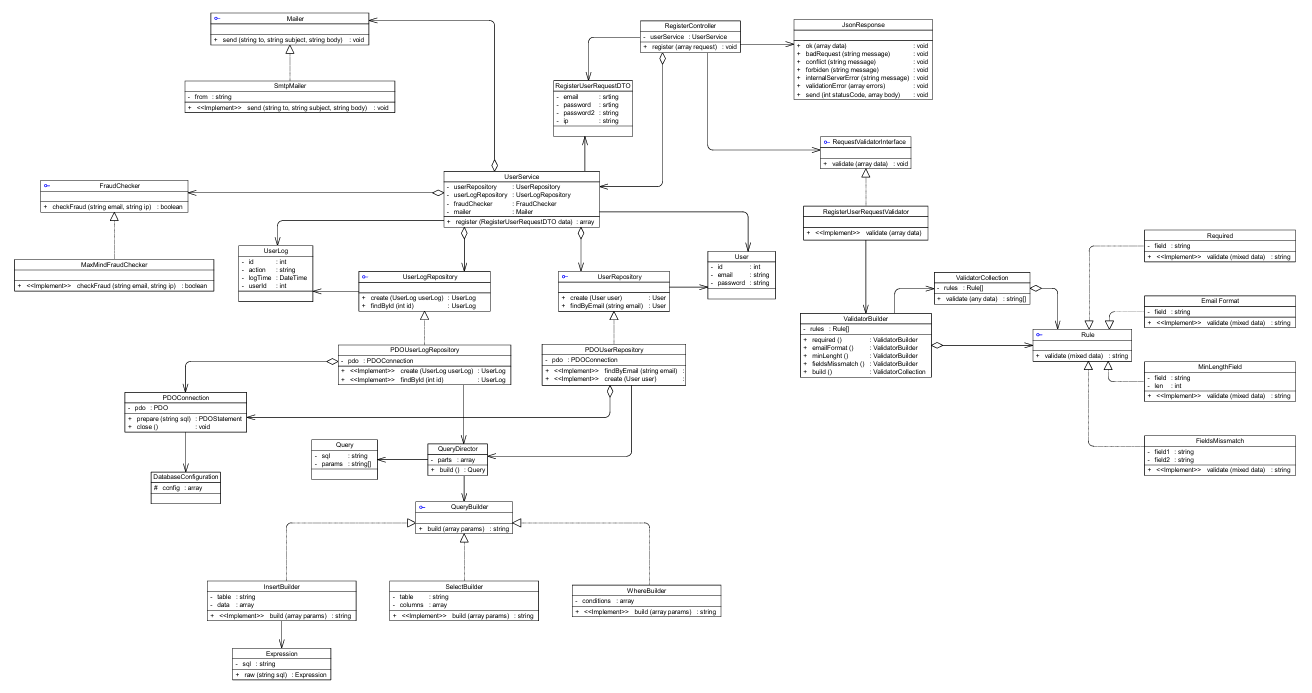 Mailer
+ send (string to, string subject, string body) : void
SmtpMailer
- from : string
+ <<Implement>> send (string to, string subject, string body) : void
RegisterController
- userService : UserService
+ register (array request) : void
JsonResponse
+ ok (array data) : void
+ badRequest (string message) : void
+ conflict (string message) : void
+ forbiden (string message) : void
+ internalServerError (string message) : void
+ validationError (array errors) : void
+ send (int statusCode, array body) : void
RegisterUserRequestDTO
- email : srting
- password : string
- password2 : string
- ip : string
RequestValidatorInterface
+ validate (array data) : void
FraudChecker
+ checkFraud (string email, string ip) : boolean
MaxMindFraudChecker
+ <<Implement>> checkFraud (string email, string ip) : boolean
UserService
- userRepository : UserRepository
- userLogRepository : UserLogRepository
- fraudChecker : FraudChecker
- mailer : Mailer
+ register (RegisterUserRequestDTO data) : array
RegisterUserRequestValidator
+ <<Implement>> validate (array data)
UserLog
- id : int
- action : string
- logTime : DateTime
- userId : int
UserLogRepository
+ create (UserLog userLog) : UserLog
+ findById (int id) : UserLog
UserRepository
+ create (User user) : User
+ findByEmail (string email) : User
User
- id : int
- email : string
- password : string
Required
- field : string
+ <<Implement>> validate (mixed data) : string
ValidatorCollection
- rules : Rule[]
+ validate (any data) : string[]
Email Format
- field : string
+ <<Implement>> validate (mixed data) : string
ValidatorBuilder
- rules : Rule[]
+ required () : ValidatorBuilder
+ emailFormat () : ValidatorBuilder
+ minLenght () : ValidatorBuilder
+ fieldsMissmatch () : ValidatorBuilder
+ build () : ValidatorCollection
Rule
+ validate (mixed data) : string
MinLengthField
- field : string
- len : int
+ <<Implement>> validate (mixed data) : string
FieldsMissmatch
- field1 : string
- field2 : string
+ <<Implement>> validate (mixed data) : string
PDOUserLogRepository
- pdo : PDOConnection
+ <<Implement>> create (UserLog userLog) : UserLog
+ <<Implement>> findById (int id) : UserLog
PDOUserRepository
- pdo : PDOConnection
+ <<Implement>> findByEmail (string email) :
+ <<Implement>> create (User user) :
PDOConnection
- pdo : PDO
+ prepare (string sql) : PDOStatement
+ close () : void
Query
- sql : string
- params : string[]
QueryDirector
- parts : array
+ build () : Query
DatabaseConfiguration
# config : array
QueryBuilder
+ build (array params) : string
InsertBuilder
- table : string
- data : array
+ <<Implement>> build (array params) : string
SelectBuilder
- table : string
- columns : array
+ <<Implement>> build (array params) : string
WhereBuilder
- conditions : array
+ <<Implement>> build (array params) : string
Expression
- sql : string
+ raw (string sql) : Expression